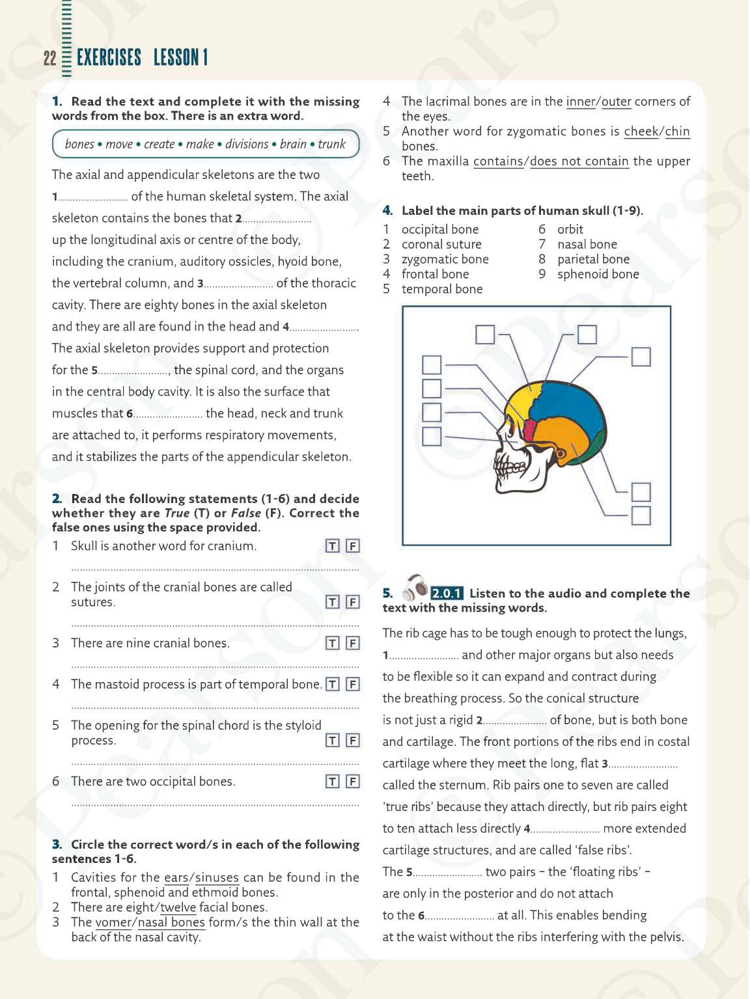 22 EXERCISES LESSON 1
1. Read the text and complete it with the missing
words from the box. There is an extra word.
bones • move • create • make • divisions • brain • trunk
The axial and appendicular skeletons are the two
1......................... of the human skeletal system. The axial
skeleton contains the bones that 2.........................
up the longitudinal axis or centre of the body,
including the cranium, auditory ossicles, hyoid bone,
the vertebral column, and 3......................... of the thoracic
cavity. There are eighty bones in the axial skeleton
and they are all are found in the head and 4.........................
The axial skeleton provides support and protection
for the 5........................., the spinal cord, and the organs
in the central body cavity. It is also the surface that
muscles that 6......................... the head, neck and trunk
are attached to, it performs respiratory movements,
and it stabilizes the parts of the appendicular skeleton.
2. Read the following statements (1-6) and decide
whether they are True (T) or False (F). Correct the
false ones using the space provided.
1 Skull is another word for cranium. T F
2 The joints of the cranial bones are called
sutures. T F
3 There are nine cranial bones. T F
4 The mastoid process is part of temporal bone. T F
5 The opening for the spinal chord is the styloid
process. T F
6 There are two occipital bones. T F
3. Circle the correct word/s in each of the following
sentences 1-6.
1 Cavities for the ears/sinuses can be found in the
frontal, sphenoid and ethmoid bones.
2 There are eight/twelve facial bones.
3 The vomer/nasal bones form/s the thin wall at the
back of the nasal cavity.
4 The lacrimal bones are in the inner/outer corners of
the eyes.
5 Another word for zygomatic bones is cheek/chin
bones.
6 The maxilla contains/does not contain the upper
teeth.
4. Label the main parts of human skull (1-9).
1 occipital bone
2 coronal suture
3 zygomatic bone
4 frontal bone
5 temporal bone
6 orbit
7 nasal bone
8 parietal bone
9 sphenoid bone
5. 2.0.1 Listen to the audio and complete the
text with the missing words.
The rib cage has to be tough enough to protect the lungs,
1......................... and other major organs but also needs
to be flexible so it can expand and contract during
the breathing process. So the conical structure
is not just a rigid 2....................... of bone, but is both bone
and cartilage. The front portions of the ribs end in costal
cartilage where they meet the long, flat 3.........................
called the sternum. Rib pairs one to seven are called
‘true ribs’ because they attach directly, but rib pairs eight
to ten attach less directly 4......................... more extended
cartilage structures, and are called ‘false ribs’.
The 5......................... two pairs – the ‘floating ribs’ –
are only in the posterior and do not attach
to the 6......................... at all. This enables bending
at the waist without the ribs interfering with the pelvis.
© Pearson